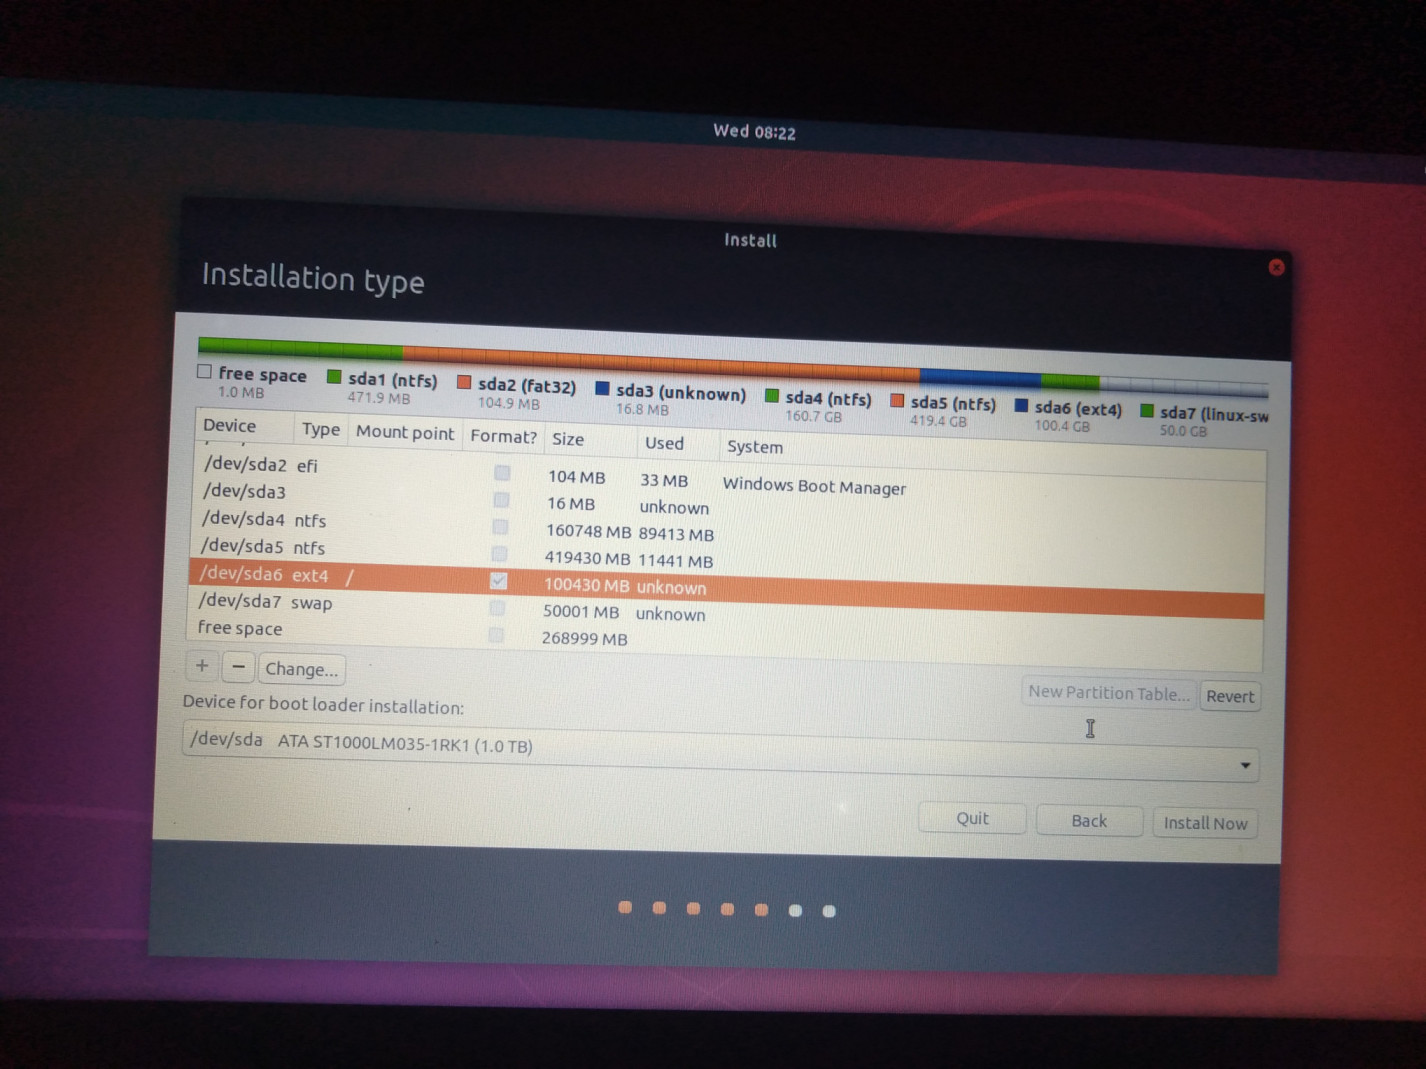 Wed 08:22
Install
Installation type
free space
1.0 MB
sda1 (ntfs)
471.9 MB
sda2 (fat32)
104.9 MB
sda3 (unknown)
16.8 MB
sda4 (ntfs)
160.7 GB
sda5 (ntfs)
419.4 GB
sda6 (ext4)
100.4 GB
sda7 (linux-sw
50.0 GB
Device Type Mount point Format? Size Used System
/dev/sda2 efi 104 MB 33 MB Windows Boot Manager
/dev/sda3 16 MB unknown
/dev/sda4 ntfs 160748 MB 89413 MB
/dev/sda5 ntfs 419430 MB 11441 MB
/dev/sda6 ext4 / 100430 MB unknown
/dev/sda7 swap 50001 MB unknown
free space 268999 MB
+ − Change...
New Partition Table... Revert
Device for boot loader installation:
/dev/sda ATA ST1000LM035-1RK1 (1.0 TB)
Quit Back Install Now